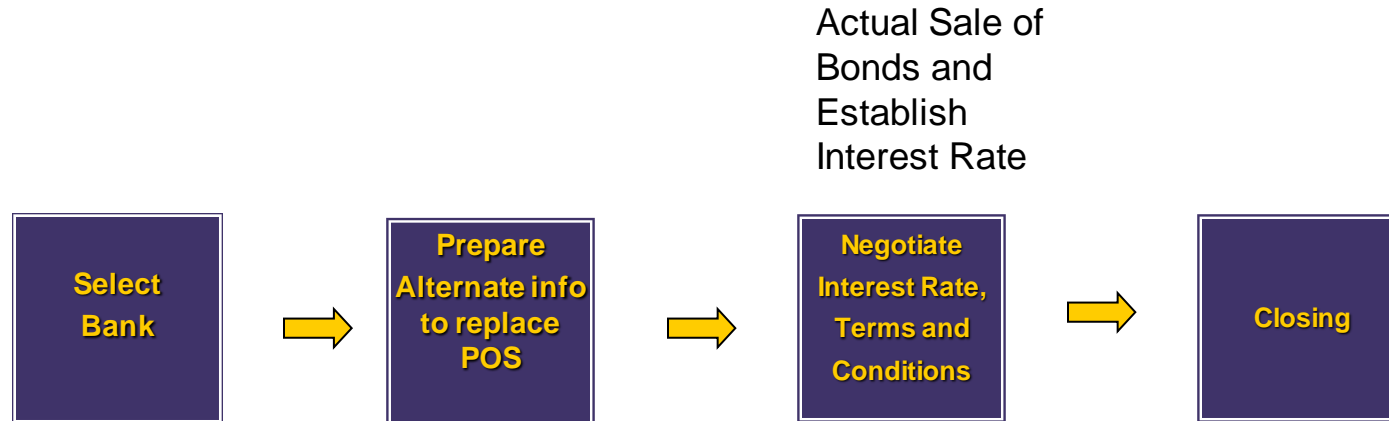 Actual Sale of
Bonds and
Establish
Interest Rate
Select
Bank
Prepare
Alternate info
to replace
POS
Negotiate
Interest Rate,
Terms and
Conditions
Closing